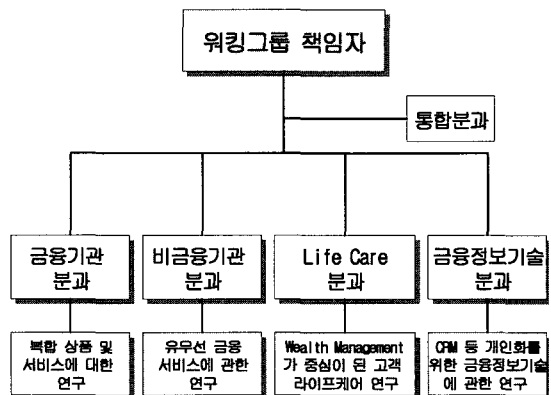 워킹그룹 책임자
통합분과
금융기관
분과
비금융기관
분과
Life Care
분과
금융정보기술
분과
복합 상품 및
서비스에 대한
연구
유무선 금융
서비스에 관한
연구
Wealth Management
가 중심이 된 고객
라이프케어 연구
CRM 등 개인화를
위한 금융정보기술
에 관한 연구